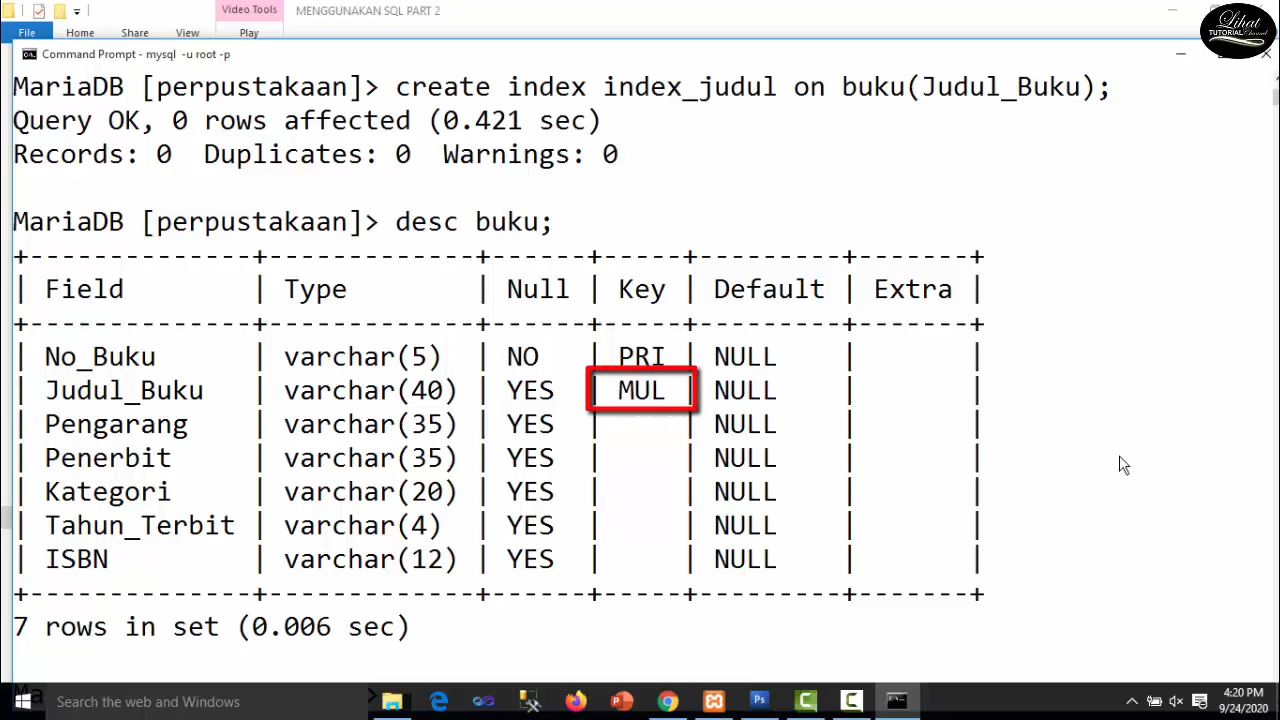 Video Tools
MENGGUNAKAN SQL PART 2
File Home Share View Play
Lihat
TUTORIAL Channel
Command Prompt - mysql -u root -p
MariaDB [perpustakaan]> create index index_judul on buku(Judul_Buku);
Query OK, 0 rows affected (0.421 sec)
Records: 0  Duplicates: 0  Warnings: 0
MariaDB [perpustakaan]> desc buku;
+--------------+-------------+------+-----+---------+-------+
| Field        | Type        | Null | Key | Default | Extra |
+--------------+-------------+------+-----+---------+-------+
| No_Buku      | varchar(5)  | NO   | PRI | NULL    |       |
| Judul_Buku   | varchar(40) | YES  | MUL | NULL    |       |
| Pengarang    | varchar(35) | YES  |     | NULL    |       |
| Penerbit     | varchar(35) | YES  |     | NULL    |       |
| Kategori     | varchar(20) | YES  |     | NULL    |       |
| Tahun_Terbit | varchar(4)  | YES  |     | NULL    |       |
| ISBN         | varchar(12) | YES  |     | NULL    |       |
+--------------+-------------+------+-----+---------+-------+
7 rows in set (0.006 sec)
Search the web and Windows
4:20 PM
9/24/2020